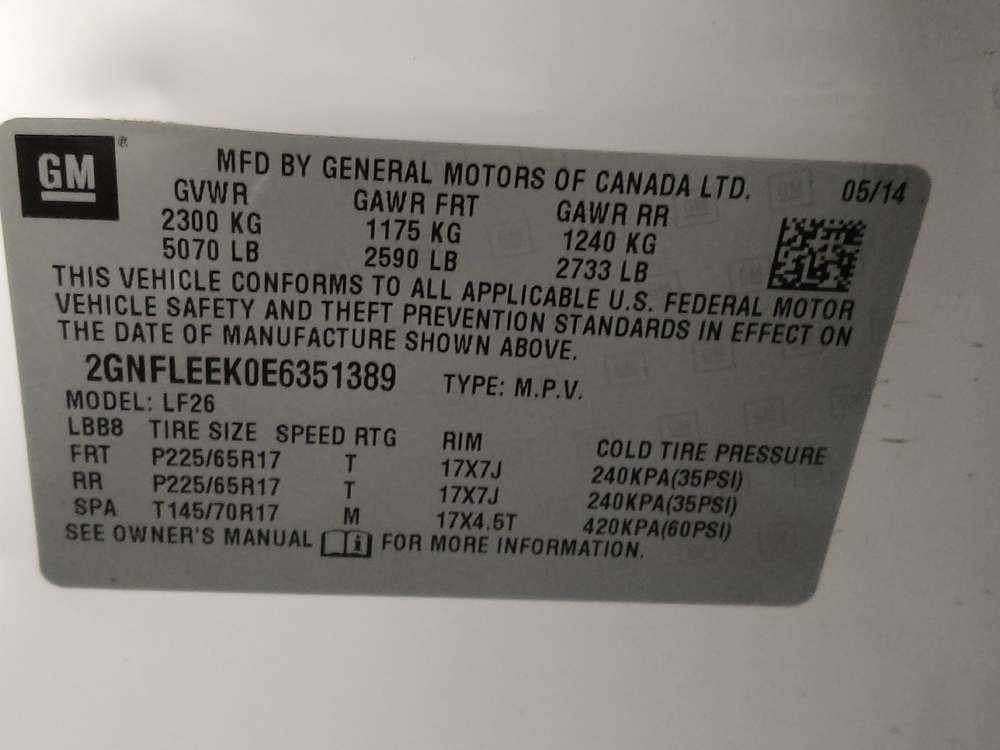 GM ®
MFD BY GENERAL MOTORS OF CANADA LTD. 05/14
GVWR GAWR FRT GAWR RR
2300 KG 1175 KG 1240 KG
5070 LB 2590 LB 2733 LB
THIS VEHICLE CONFORMS TO ALL APPLICABLE U.S. FEDERAL MOTOR
VEHICLE SAFETY AND THEFT PREVENTION STANDARDS IN EFFECT ON
THE DATE OF MANUFACTURE SHOWN ABOVE.
2GNFLEEK0E6351389 TYPE: M.P.V.
MODEL: LF26
LBB8 TIRE SIZE SPEED RTG RIM COLD TIRE PRESSURE
FRT P225/65R17 T 17X7J 240KPA(35PSI)
RR P225/65R17 T 17X7J 240KPA(35PSI)
SPA T145/70R17 M 17X4.5T 420KPA(60PSI)
SEE OWNER'S MANUAL i FOR MORE INFORMATION.